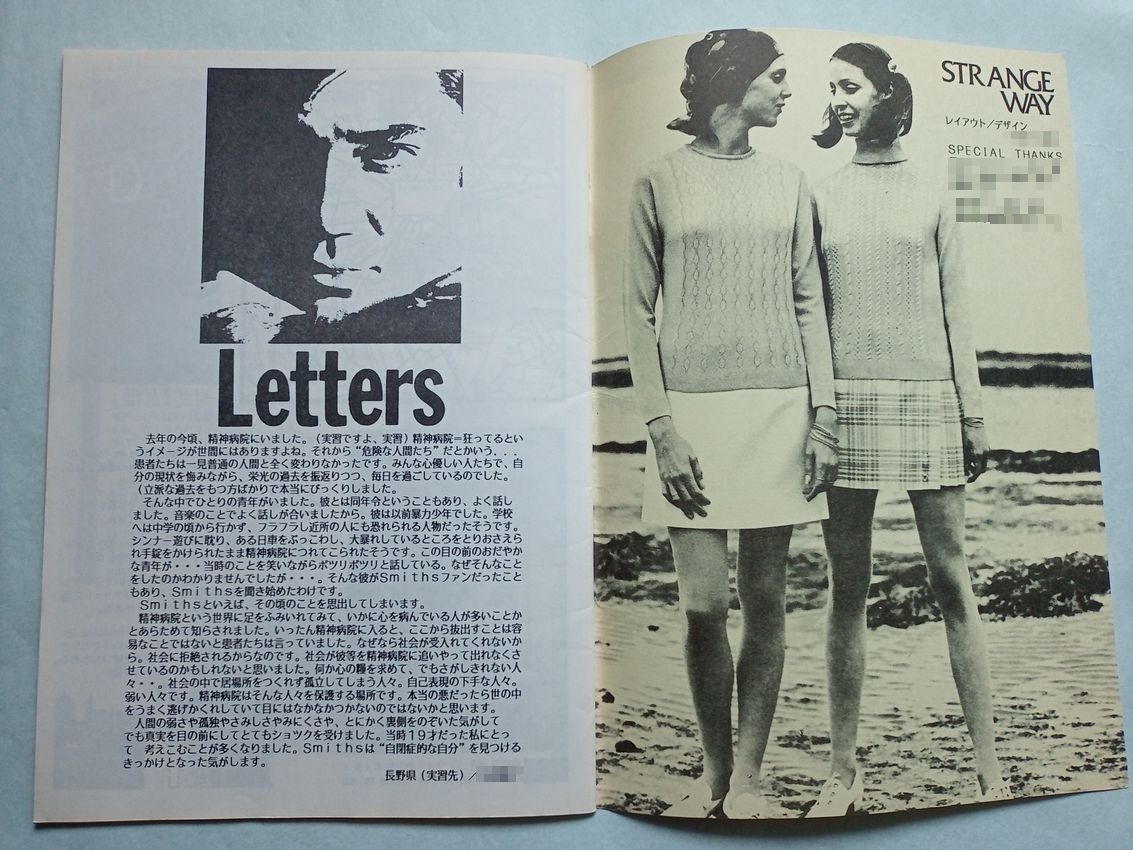 Letters
去年の今頃、精神病院にいました。(実習ですよ、実習)精神病院=狂ってるとい
うイメージが世間にはありますよね。それから“危険な人間たち”だとかいう...
患者たちは一見普通の人間と全く変わりなかったです。みんな心優しい人たちで、自
分の現状を悔みながら、栄光の過去を振返りつつ、毎日を過ごしているのでした。
(立派な過去をもつ方ばかりで本当にびっくりしました。
そんな中でひとりの青年がいました。彼とは同年令ということもあり、よく話し
ました。音楽のことでよく話しが合いましたから。彼は以前暴力少年でした。学校
へは中学の頃から行かず、フラフラし近所の人にも恐れられる人物だったそうです。
シンナー遊びに耽り、ある日車をぶっこわし、大暴れしているところをとりおさえら
れ手錠をかけられたまま精神病院につれてこられたそうです。この目の前のおだやか
な青年が・・・当時のことを笑いながらポツリポツリと話している。なぜそんなこと
をしたのかわかりませんでしたが・・・。そんな彼がSmithsファンだったこと
もあり、Smithsを聞き始めたわけです。
Smithsといえば、その頃のことを思出してしまいます。
精神病院という世界に足をふみいれてみて、いかに心を病んでいる人が多いことか
とあらためて知らされました。いったん精神病院に入ると、ここから抜出すことは容
易なことではないと患者たちは言っていました。なぜなら社会が受入れてくれないか
ら。社会に拒絶されるからなのです。社会が彼等を精神病院に追いやって出れなくさ
せているのかもしれないと思いました。何か心の糧を求めて、でもさがしきれない人
々・・。社会の中で居場所をつくれず孤立してしまう人々。自己表現の下手な人々。
弱い人々です。精神病院はそんな人々を保護する場所です。本当の悪だったら世の中
をうまく逃げかくれしていて目にはなかなかつかないのではないかと思います。
人間の弱さや孤独やさみしさやみにくさや、とにかく裏側をのぞいた気がして
でも真実を目の前にしてとてもショックを受けました。当時19才だった私にとっ
て 考えこむことが多くなりました。Smithsは“自閉症的な自分”を見つける
きっかけとなった気がします。
長野県(実習先)/
STRANGE
WAY
レイアウト/デザイン
SPECIAL THANKS